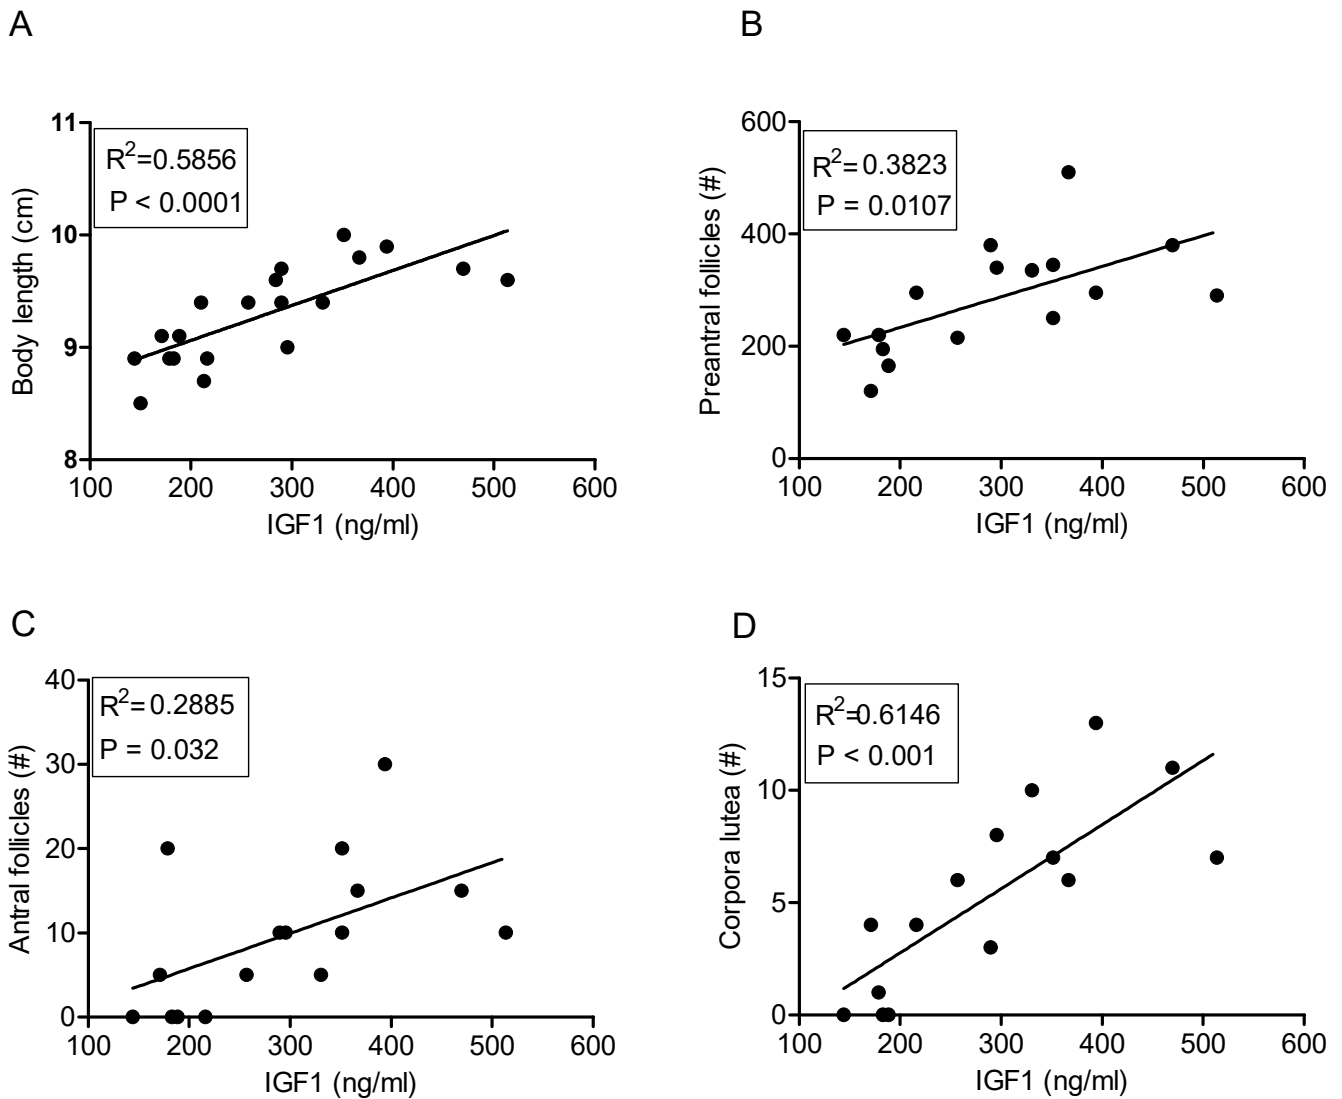 A
11
10
9
8
Body length (cm)
R²=0.5856
P < 0.0001
100 200 300 400 500 600
IGF1 (ng/ml)
B
600
400
200
0
Preantral follicles (#)
R²=0.3823
P = 0.0107
100 200 300 400 500 600
IGF1 (ng/ml)
C
40
30
20
10
0
Antral follicles (#)
R²=0.2885
P = 0.032
100 200 300 400 500 600
IGF1 (ng/ml)
D
15
10
5
0
Corpora lutea (#)
R²=0.6146
P < 0.001
100 200 300 400 500 600
IGF1 (ng/ml)